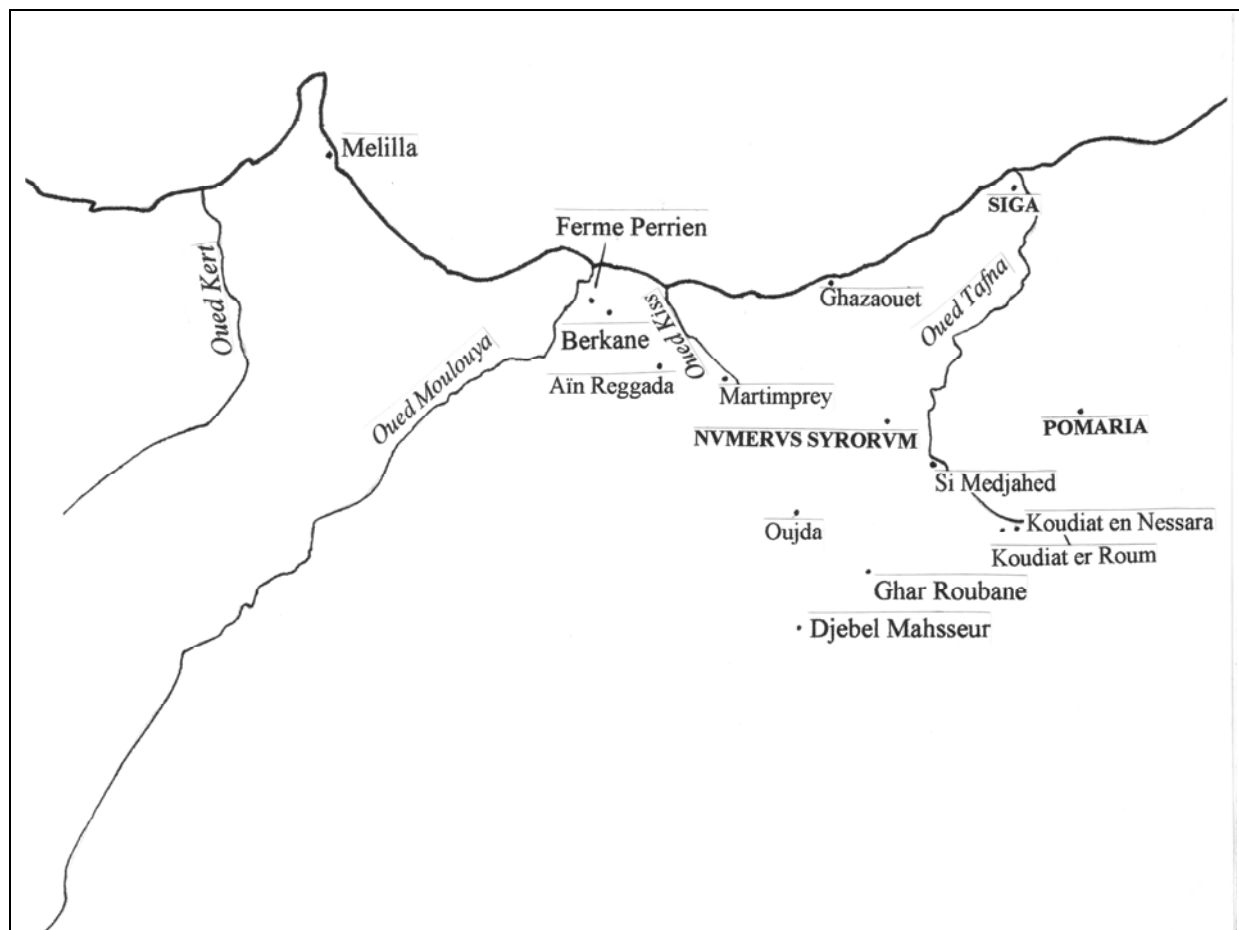 Melilla
SIGA
Ferme Perrien
Oued Kert
Oued Tafna
Ghazaouet
Oued Kiss
Berkane
Oued Moulouya
Aïn Reggada
Martimprey
NVMERVS SYRORVM
POMARIA
Si Medjahed
Oujda
Koudiat en Nessara
Koudiat er Roum
Ghar Roubane
Djebel Mahsseur